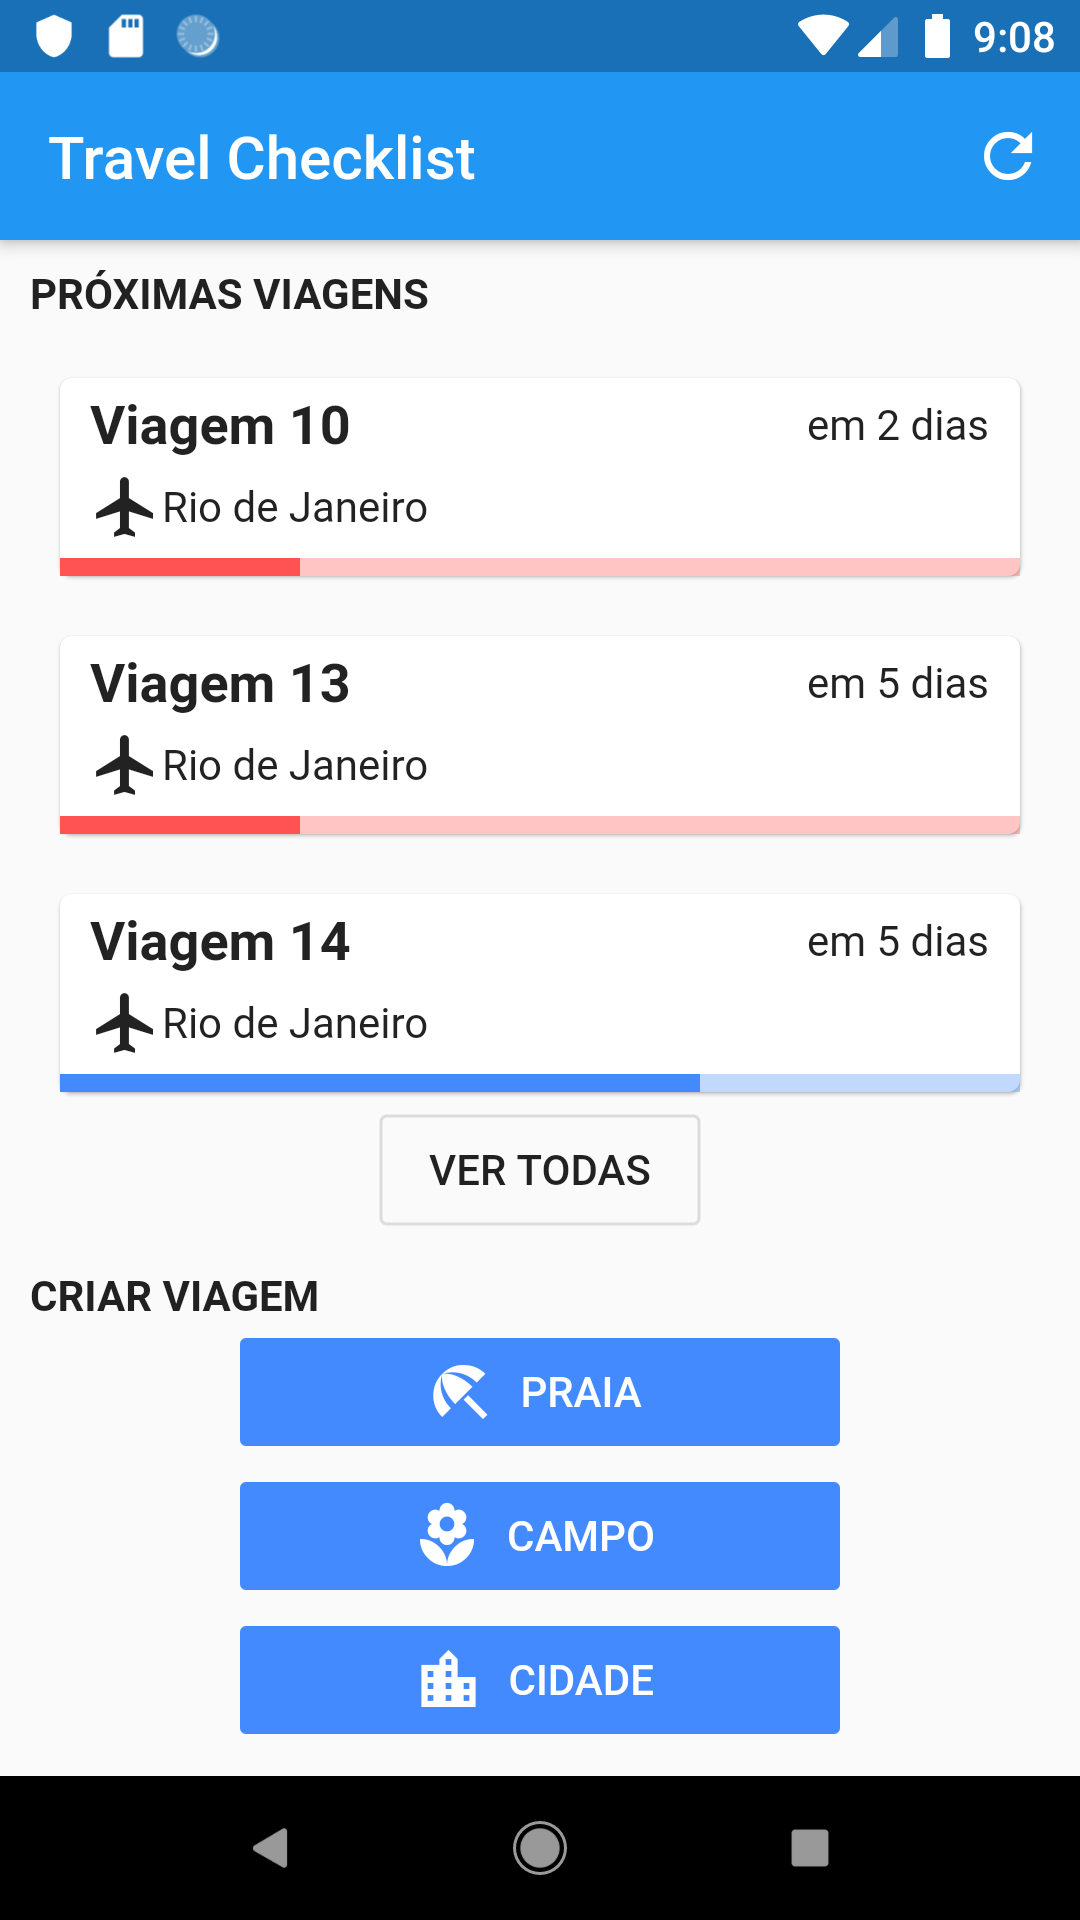 9:08
Travel Checklist
PRÓXIMAS VIAGENS
Viagem 10
em 2 dias
Rio de Janeiro
Viagem 13
em 5 dias
Rio de Janeiro
Viagem 14
em 5 dias
Rio de Janeiro
VER TODAS
CRIAR VIAGEM
PRAIA
CAMPO
CIDADE